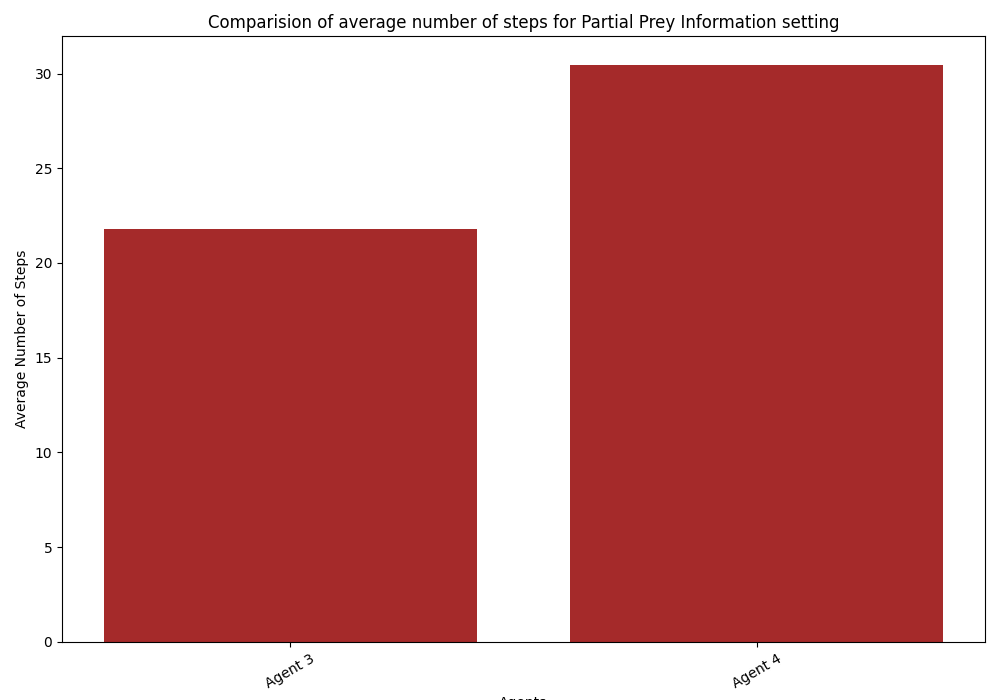 Comparision of average number of steps for Partial Prey Information setting
30
25
20
15
10
5
0
Average Number of Steps
Agent 3
Agent 4
Agents